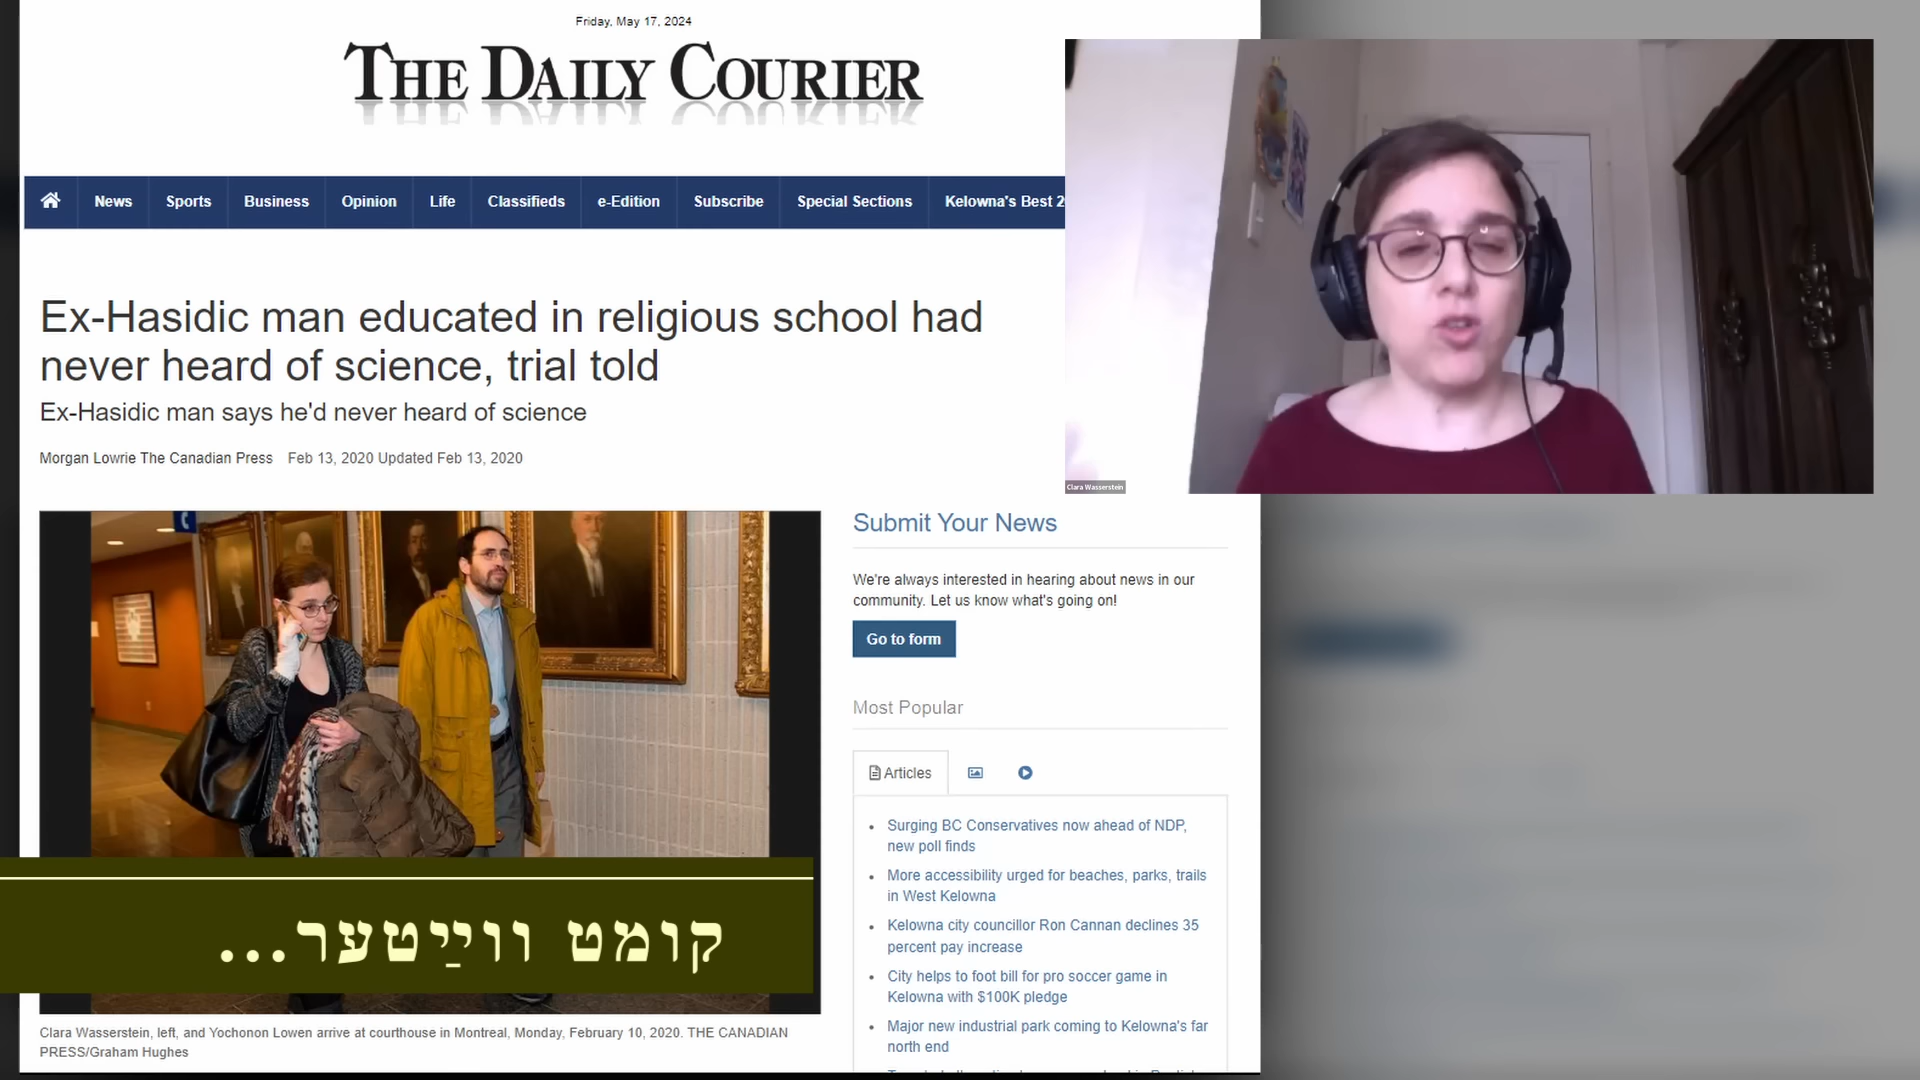 Friday, May 17, 2024
THE DAILY COURIER
News Sports Business Opinion Life Classifieds e-Edition Subscribe Special Sections Kelowna's Best 2
Ex-Hasidic man educated in religious school had
never heard of science, trial told
Ex-Hasidic man says he'd never heard of science
Morgan Lowrie The Canadian Press Feb 13, 2020 Updated Feb 13, 2020
Clara Wasserstein
קומט ווײַטער...
Clara Wasserstein, left, and Yochonon Lowen arrive at courthouse in Montreal, Monday, February 10, 2020. THE CANADIAN
PRESS/Graham Hughes
Submit Your News
We're always interested in hearing about news in our
community. Let us know what's going on!
Go to form
Most Popular
Articles
Surging BC Conservatives now ahead of NDP,
new poll finds
More accessibility urged for beaches, parks, trails
in West Kelowna
Kelowna city councillor Ron Cannan declines 35
percent pay increase
City helps to foot bill for pro soccer game in
Kelowna with $100K pledge
Major new industrial park coming to Kelowna's far
north end